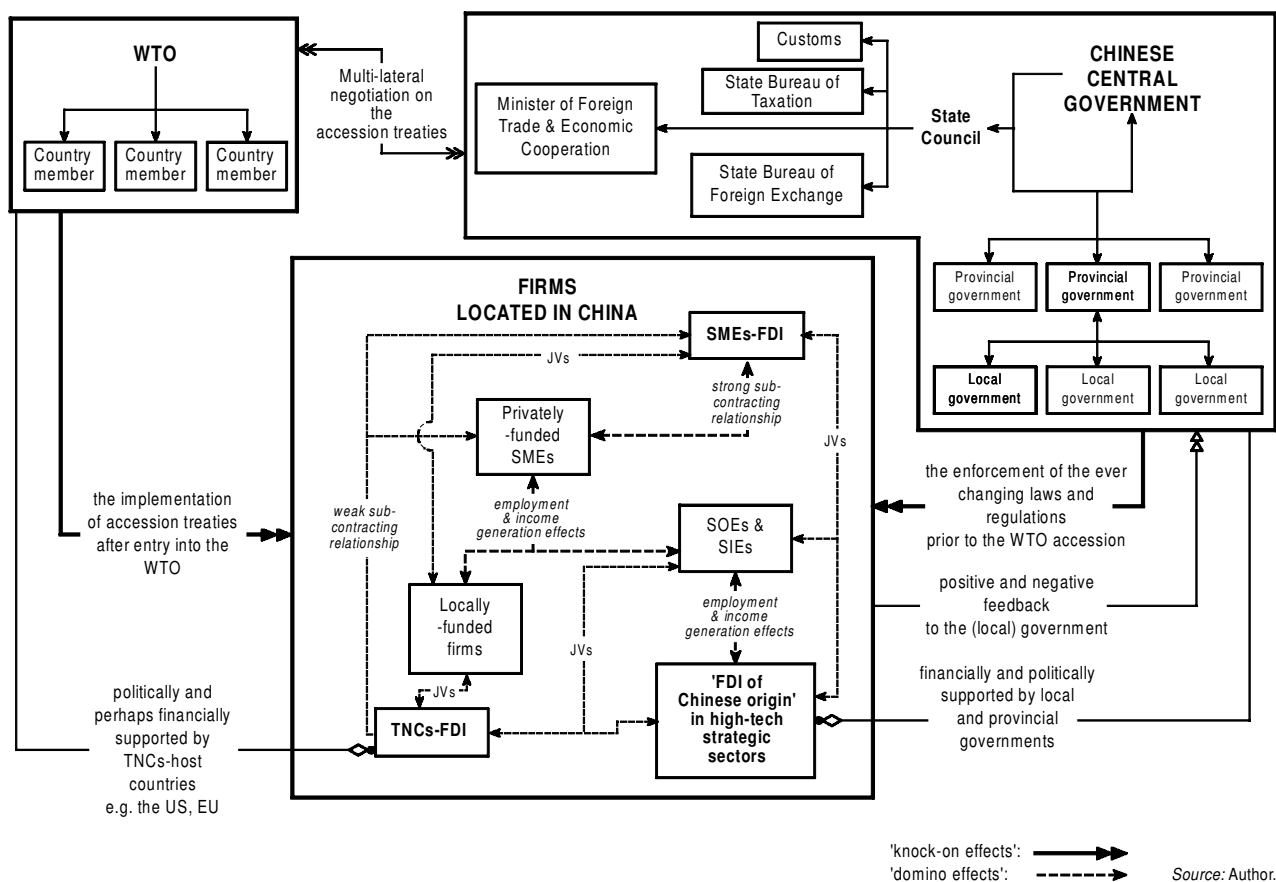 WTO
Country
member
Country
member
Country
member
Multi-lateral
negotiation on
the
accession treaties
Customs
State Bureau of
Taxation
Minister of Foreign
Trade & Economic
Cooperation
State Bureau of
Foreign Exchange
State
Council
CHINESE
CENTRAL
GOVERNMENT
Provincial
government
Provincial
government
Provincial
government
Local
government
Local
government
Local
government
FIRMS
LOCATED IN CHINA
SMEs-FDI
JVs
strong sub-
contracting
relationship
Privately
-funded
SMEs
JVs
weak sub-
contracting
relationship
employment
& income
generation effects
SOEs &
SIEs
Locally
-funded
firms
employment
& income
generation effects
JVs
JVs
TNCs-FDI
'FDI of
Chinese origin'
in high-tech
strategic
sectors
the implementation
of accession treaties
after entry into the
WTO
politically and
perhaps financially
supported by
TNCs-host
countries
e.g. the US, EU
the enforcement of the ever
changing laws and
regulations
prior to the WTO accession
positive and negative
feedback
to the (local) government
financially and politically
supported by local
and provincial
governments
'knock-on effects':
'domino effects':
Source: Author.